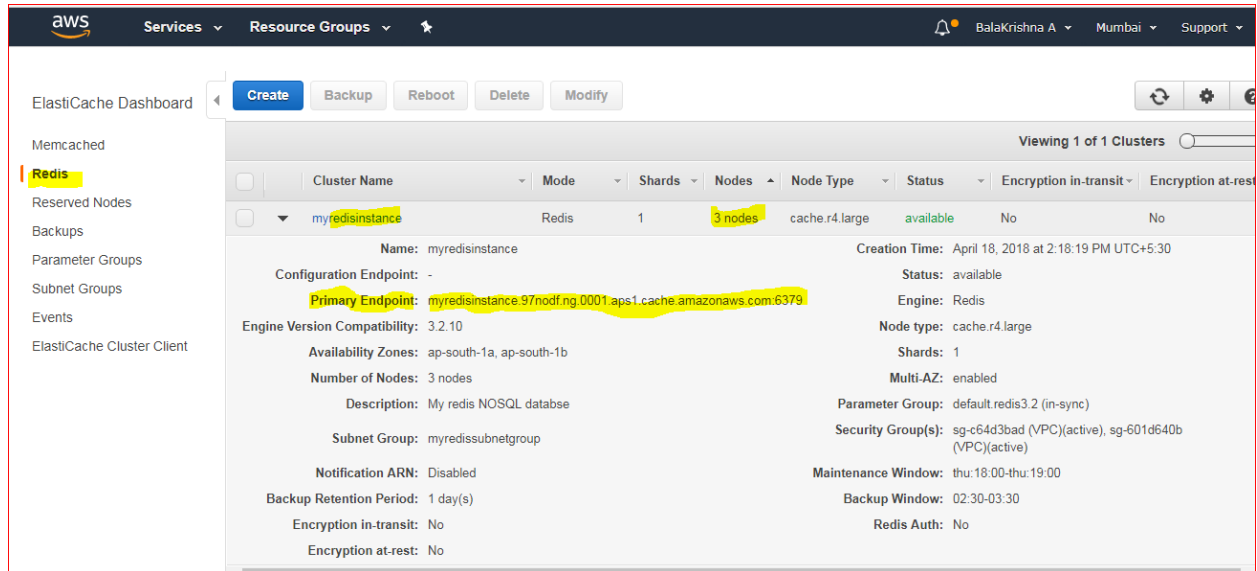 aws Services Resource Groups BalaKrishna A Mumbai Support
ElastiCache Dashboard
Memcached
Redis
Reserved Nodes
Backups
Parameter Groups
Subnet Groups
Events
ElastiCache Cluster Client
Create Backup Reboot Delete Modify
Viewing 1 of 1 Clusters
Cluster Name Mode Shards Nodes Node Type Status Encryption in-transit Encryption at-rest
myredisinstance Redis 1 3 nodes cache.r4.large available No No
Name: myredisinstance Creation Time: April 18, 2018 at 2:18:19 PM UTC+5:30
Configuration Endpoint: - Status: available
Primary Endpoint: myredisinstance.97nodf.ng.0001.aps1.cache.amazonaws.com:6379 Engine: Redis
Engine Version Compatibility: 3.2.10 Node type: cache.r4.large
Availability Zones: ap-south-1a, ap-south-1b Shards: 1
Number of Nodes: 3 nodes Multi-AZ: enabled
Description: My redis NOSQL databse Parameter Group: default.redis3.2 (in-sync)
Subnet Group: myredissubnetgroup Security Group(s): sg-c64d3bad (VPC)(active), sg-601d640b
(VPC)(active)
Notification ARN: Disabled Maintenance Window: thu:18:00-thu:19:00
Backup Retention Period: 1 day(s) Backup Window: 02:30-03:30
Encryption in-transit: No Redis Auth: No
Encryption at-rest: No